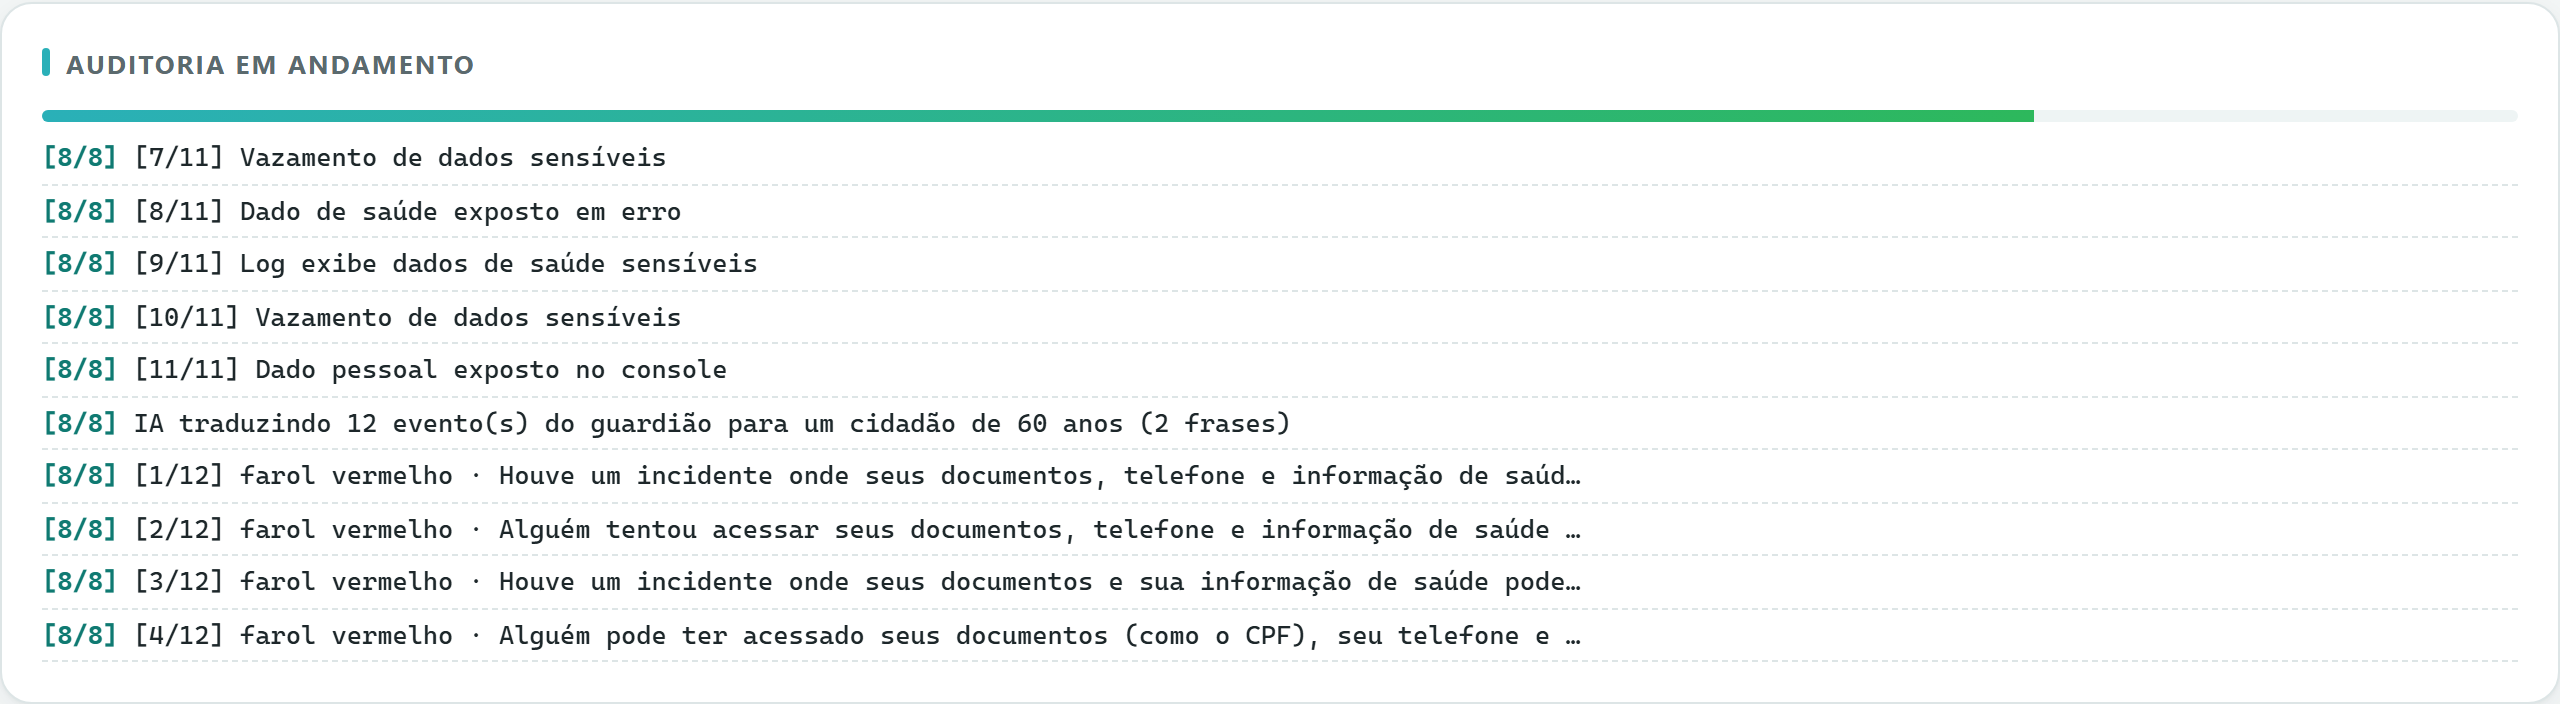 AUDITORIA EM ANDAMENTO
[8/8] [7/11] Vazamento de dados sensíveis
[8/8] [8/11] Dado de saúde exposto em erro
[8/8] [9/11] Log exibe dados de saúde sensíveis
[8/8] [10/11] Vazamento de dados sensíveis
[8/8] [11/11] Dado pessoal exposto no console
[8/8] IA traduzindo 12 evento(s) do guardião para um cidadão de 60 anos (2 frases)
[8/8] [1/12] farol vermelho · Houve um incidente onde seus documentos, telefone e informação de saúd…
[8/8] [2/12] farol vermelho · Alguém tentou acessar seus documentos, telefone e informação de saúde …
[8/8] [3/12] farol vermelho · Houve um incidente onde seus documentos e sua informação de saúde pode…
[8/8] [4/12] farol vermelho · Alguém pode ter acessado seus documentos (como o CPF), seu telefone e …